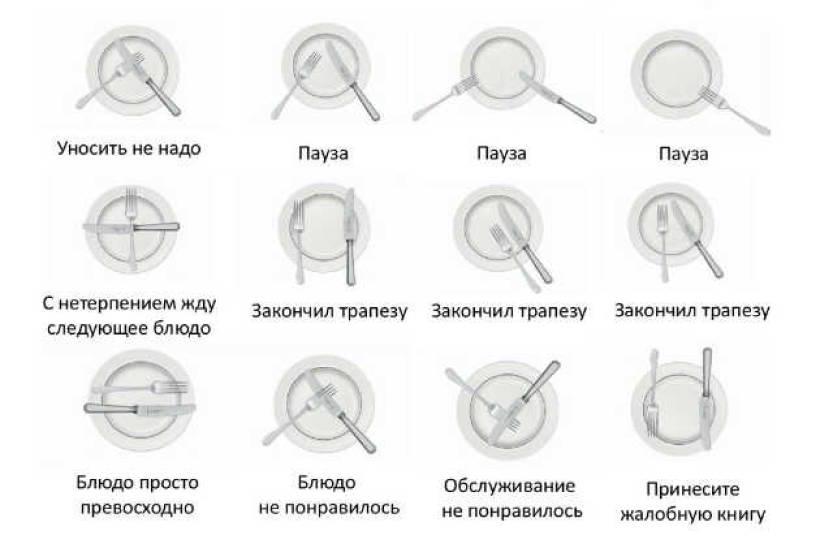 Уносить не надо
Пауза
Пауза
Пауза
С нетерпением жду
следующее блюдо
Закончил трапезу
Закончил трапезу
Закончил трапезу
Блюдо просто
превосходно
Блюдо
не понравилось
Обслуживание
не понравилось
Принесите
жалобную книгу